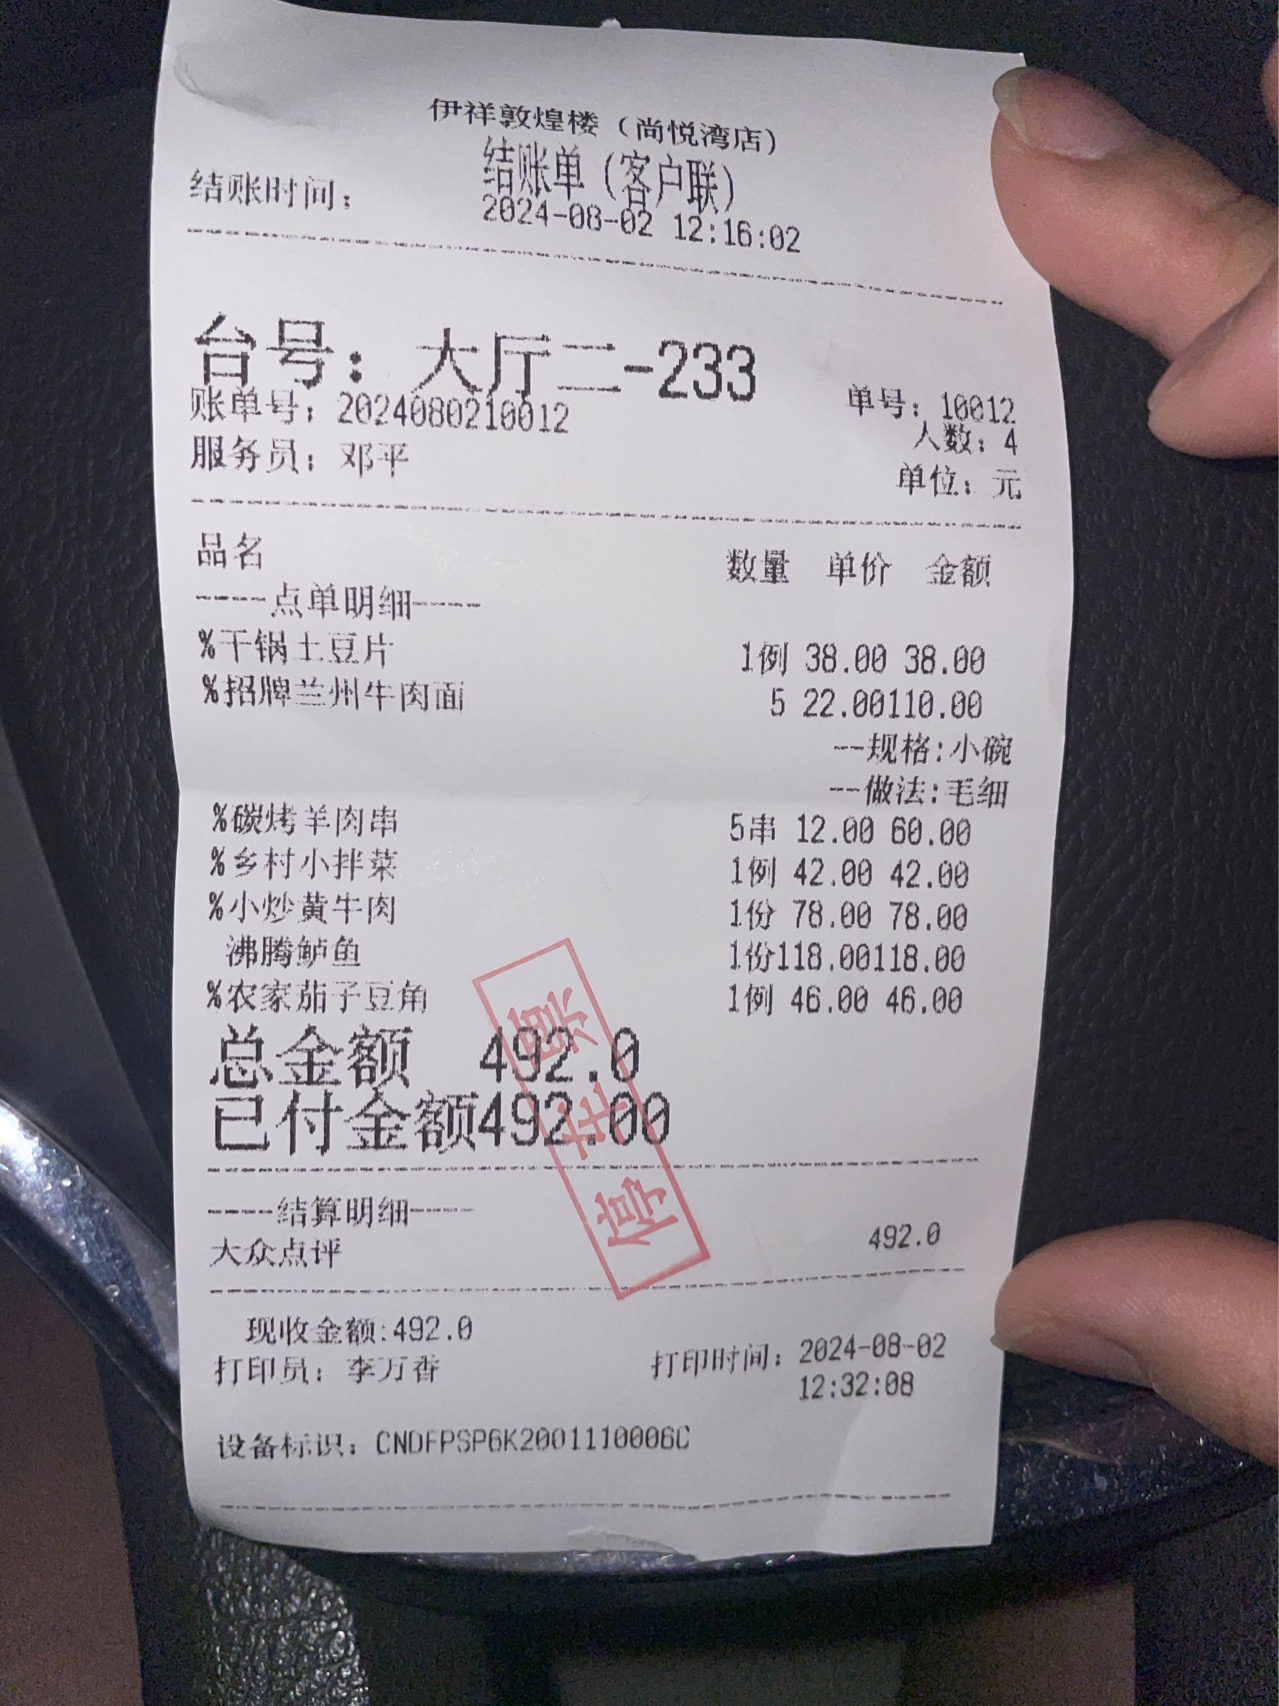 伊祥敦煌楼（尚悦湾店）
结账单（客户联）
结账时间： 2024-08-02 12:16:02
台号：大厅二-233
账单号：2024080210012 单号：10012
人数：4
服务员：邓平
单位：元
品名 数量 单价 金额
----点单明细----
%干锅土豆片 1例 38.00 38.00
%招牌兰州牛肉面 5 22.00110.00
--规格:小碗
--做法:毛细
%碳烤羊肉串 5串 12.00 60.00
%乡村小拌菜 1例 42.00 42.00
%小炒黄牛肉 1份 78.00 78.00
沸腾鲈鱼 1份118.00118.00
%农家茄子豆角 1例 46.00 46.00
总金额 492.0
已付金额492.00
停车票
----结算明细----
大众点评 492.0
现收金额:492.0
打印员：李万香 打印时间：2024-08-02
12:32:08
设备标识：CNDFPSP6K2001110006C